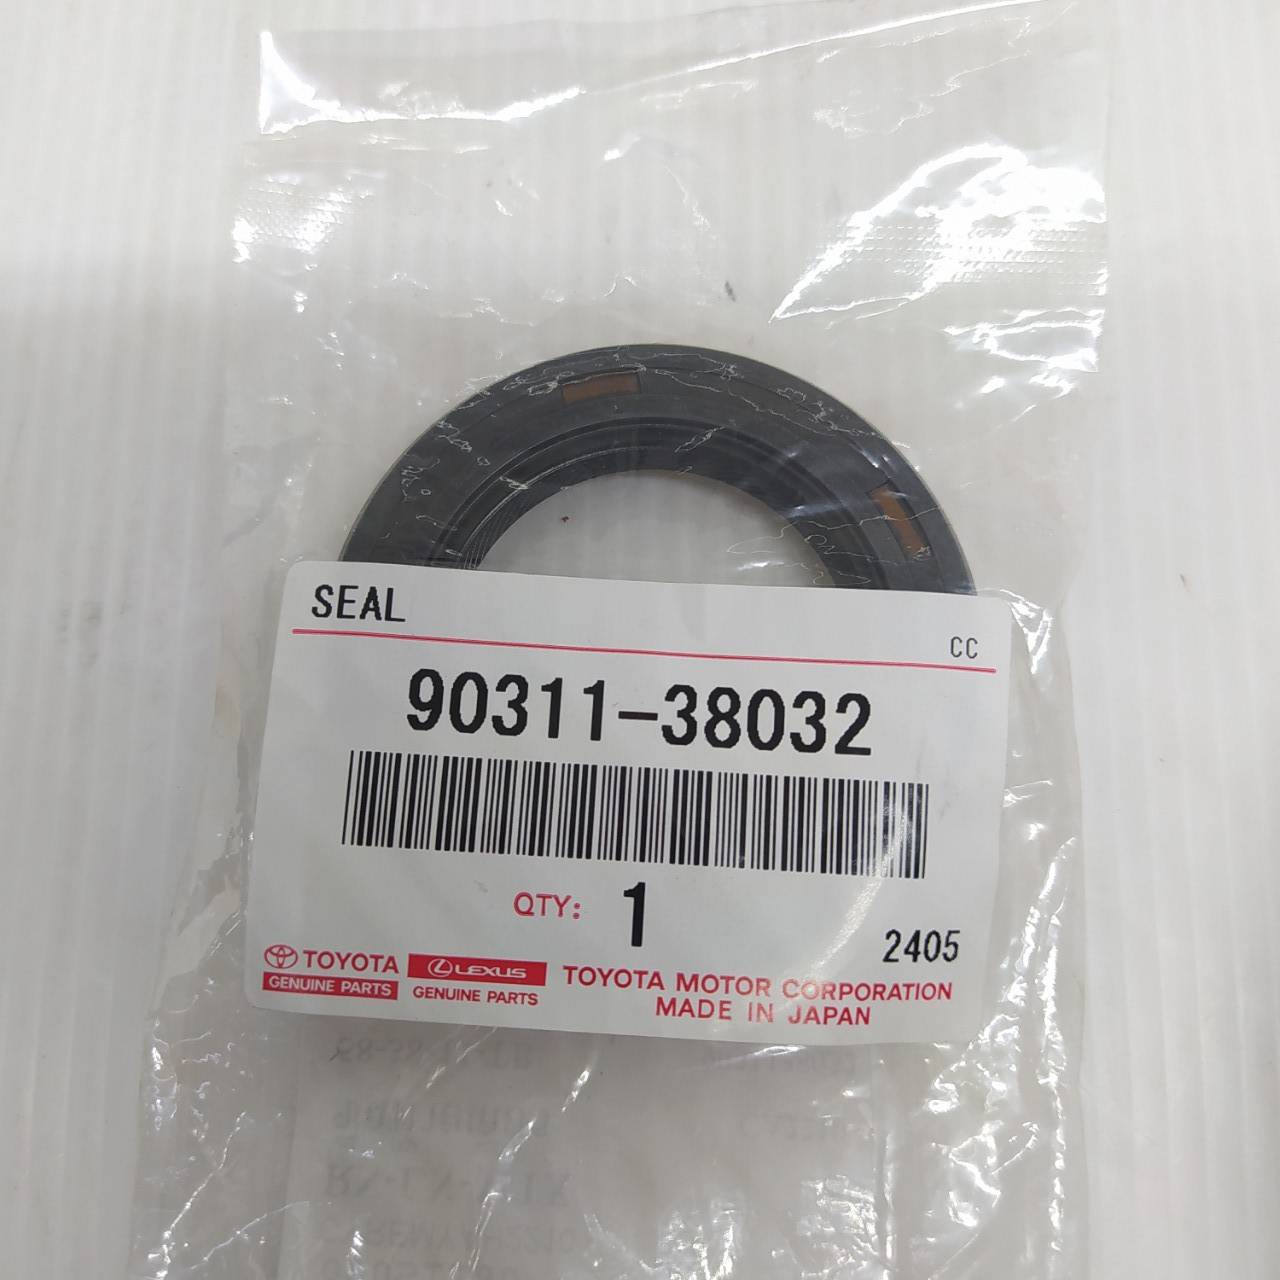 SEAL
CC
90311-38032
QTY: 1
2405
TOYOTA
GENUINE PARTS
LEXUS
GENUINE PARTS
TOYOTA MOTOR CORPORATION
MADE IN JAPAN